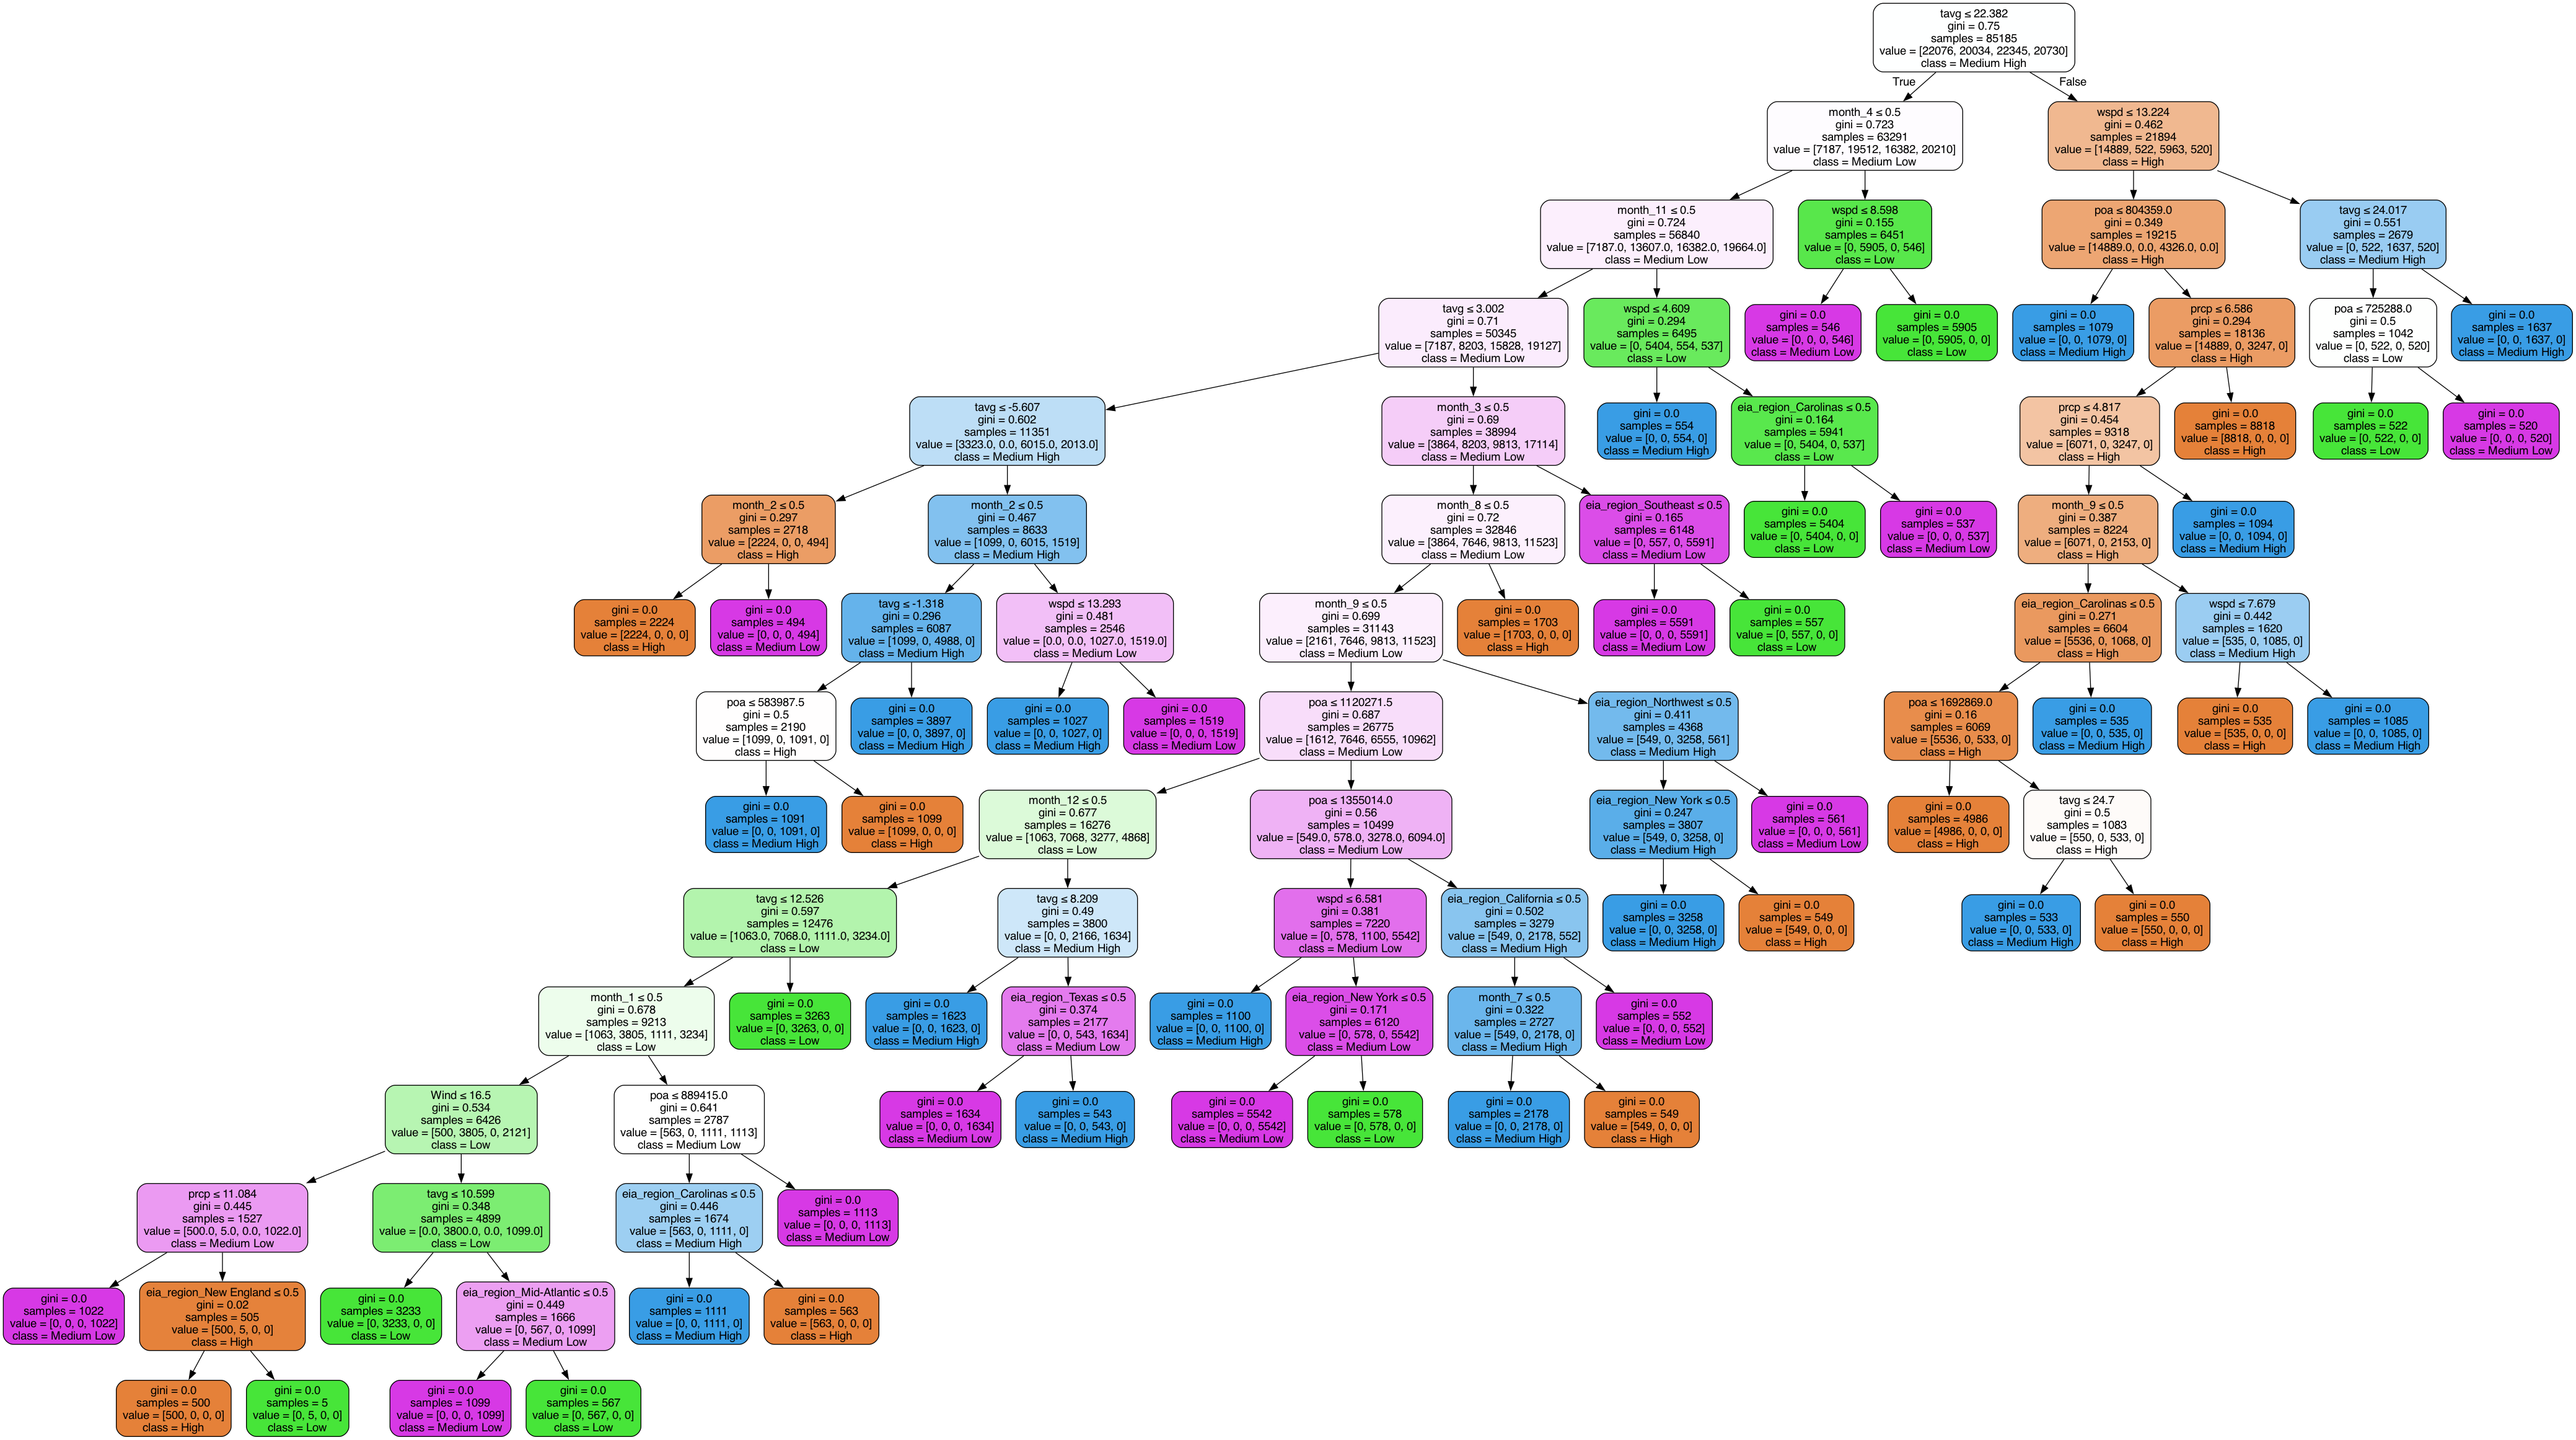 tavg ≤ 22.382
gini = 0.75
samples = 85185
value = [22076, 20034, 22345, 20730]
class = Medium High
True
False
month_4 ≤ 0.5
gini = 0.723
samples = 63291
value = [7187, 19512, 16382, 20210]
class = Medium Low
wspd ≤ 13.224
gini = 0.462
samples = 21894
value = [14889, 522, 5963, 520]
class = High
month_11 ≤ 0.5
gini = 0.724
samples = 56840
value = [7187.0, 13607.0, 16382.0, 19664.0]
class = Medium Low
wspd ≤ 8.598
gini = 0.155
samples = 6451
value = [0, 5905, 0, 546]
class = Low
poa ≤ 804359.0
gini = 0.349
samples = 19215
value = [14889.0, 0.0, 4326.0, 0.0]
class = High
tavg ≤ 24.017
gini = 0.551
samples = 2679
value = [0, 522, 1637, 520]
class = Medium High
tavg ≤ 3.002
gini = 0.71
samples = 50345
value = [7187, 8203, 15828, 19127]
class = Medium Low
wspd ≤ 4.609
gini = 0.294
samples = 6495
value = [0, 5404, 554, 537]
class = Low
gini = 0.0
samples = 546
value = [0, 0, 0, 546]
class = Medium Low
gini = 0.0
samples = 5905
value = [0, 5905, 0, 0]
class = Low
gini = 0.0
samples = 1079
value = [0, 0, 1079, 0]
class = Medium High
prcp ≤ 6.586
gini = 0.294
samples = 18136
value = [14889, 0, 3247, 0]
class = High
poa ≤ 725288.0
gini = 0.5
samples = 1042
value = [0, 522, 0, 520]
class = Low
gini = 0.0
samples = 1637
value = [0, 0, 1637, 0]
class = Medium High
tavg ≤ -5.607
gini = 0.602
samples = 11351
value = [3323.0, 0.0, 6015.0, 2013.0]
class = Medium High
month_3 ≤ 0.5
gini = 0.69
samples = 38994
value = [3864, 8203, 9813, 17114]
class = Medium Low
gini = 0.0
samples = 554
value = [0, 0, 554, 0]
class = Medium High
eia_region_Carolinas ≤ 0.5
gini = 0.164
samples = 5941
value = [0, 5404, 0, 537]
class = Low
prcp ≤ 4.817
gini = 0.454
samples = 9318
value = [6071, 0, 3247, 0]
class = High
gini = 0.0
samples = 8818
value = [8818, 0, 0, 0]
class = High
gini = 0.0
samples = 522
value = [0, 522, 0, 0]
class = Low
gini = 0.0
samples = 520
value = [0, 0, 0, 520]
class = Medium Low
month_2 ≤ 0.5
gini = 0.297
samples = 2718
value = [2224, 0, 0, 494]
class = High
month_2 ≤ 0.5
gini = 0.467
samples = 8633
value = [1099, 0, 6015, 1519]
class = Medium High
month_8 ≤ 0.5
gini = 0.72
samples = 32846
value = [3864, 7646, 9813, 11523]
class = Medium Low
eia_region_Southeast ≤ 0.5
gini = 0.165
samples = 6148
value = [0, 557, 0, 5591]
class = Medium Low
gini = 0.0
samples = 5404
value = [0, 5404, 0, 0]
class = Low
gini = 0.0
samples = 537
value = [0, 0, 0, 537]
class = Medium Low
month_9 ≤ 0.5
gini = 0.387
samples = 8224
value = [6071, 0, 2153, 0]
class = High
gini = 0.0
samples = 1094
value = [0, 0, 1094, 0]
class = Medium High
gini = 0.0
samples = 2224
value = [2224, 0, 0, 0]
class = High
gini = 0.0
samples = 494
value = [0, 0, 0, 494]
class = Medium Low
tavg ≤ -1.318
gini = 0.296
samples = 6087
value = [1099, 0, 4988, 0]
class = Medium High
wspd ≤ 13.293
gini = 0.481
samples = 2546
value = [0.0, 0.0, 1027.0, 1519.0]
class = Medium Low
month_9 ≤ 0.5
gini = 0.699
samples = 31143
value = [2161, 7646, 9813, 11523]
class = Medium Low
gini = 0.0
samples = 1703
value = [1703, 0, 0, 0]
class = High
gini = 0.0
samples = 5591
value = [0, 0, 0, 5591]
class = Medium Low
gini = 0.0
samples = 557
value = [0, 557, 0, 0]
class = Low
eia_region_Carolinas ≤ 0.5
gini = 0.271
samples = 6604
value = [5536, 0, 1068, 0]
class = High
wspd ≤ 7.679
gini = 0.442
samples = 1620
value = [535, 0, 1085, 0]
class = Medium High
poa ≤ 583987.5
gini = 0.5
samples = 2190
value = [1099, 0, 1091, 0]
class = High
gini = 0.0
samples = 3897
value = [0, 0, 3897, 0]
class = Medium High
gini = 0.0
samples = 1027
value = [0, 0, 1027, 0]
class = Medium High
gini = 0.0
samples = 1519
value = [0, 0, 0, 1519]
class = Medium Low
poa ≤ 1120271.5
gini = 0.687
samples = 26775
value = [1612, 7646, 6555, 10962]
class = Medium Low
eia_region_Northwest ≤ 0.5
gini = 0.411
samples = 4368
value = [549, 0, 3258, 561]
class = Medium High
poa ≤ 1692869.0
gini = 0.16
samples = 6069
value = [5536, 0, 533, 0]
class = High
gini = 0.0
samples = 535
value = [0, 0, 535, 0]
class = Medium High
gini = 0.0
samples = 535
value = [535, 0, 0, 0]
class = High
gini = 0.0
samples = 1085
value = [0, 0, 1085, 0]
class = Medium High
gini = 0.0
samples = 1091
value = [0, 0, 1091, 0]
class = Medium High
gini = 0.0
samples = 1099
value = [1099, 0, 0, 0]
class = High
month_12 ≤ 0.5
gini = 0.677
samples = 16276
value = [1063, 7068, 3277, 4868]
class = Low
poa ≤ 1355014.0
gini = 0.56
samples = 10499
value = [549.0, 578.0, 3278.0, 6094.0]
class = Medium Low
eia_region_New York ≤ 0.5
gini = 0.247
samples = 3807
value = [549, 0, 3258, 0]
class = Medium High
gini = 0.0
samples = 561
value = [0, 0, 0, 561]
class = Medium Low
gini = 0.0
samples = 4986
value = [4986, 0, 0, 0]
class = High
tavg ≤ 24.7
gini = 0.5
samples = 1083
value = [550, 0, 533, 0]
class = High
tavg ≤ 12.526
gini = 0.597
samples = 12476
value = [1063.0, 7068.0, 1111.0, 3234.0]
class = Low
tavg ≤ 8.209
gini = 0.49
samples = 3800
value = [0, 0, 2166, 1634]
class = Medium High
wspd ≤ 6.581
gini = 0.381
samples = 7220
value = [0, 578, 1100, 5542]
class = Medium Low
eia_region_California ≤ 0.5
gini = 0.502
samples = 3279
value = [549, 0, 2178, 552]
class = Medium High
gini = 0.0
samples = 3258
value = [0, 0, 3258, 0]
class = Medium High
gini = 0.0
samples = 549
value = [549, 0, 0, 0]
class = High
gini = 0.0
samples = 533
value = [0, 0, 533, 0]
class = Medium High
gini = 0.0
samples = 550
value = [550, 0, 0, 0]
class = High
month_1 ≤ 0.5
gini = 0.678
samples = 9213
value = [1063, 3805, 1111, 3234]
class = Low
gini = 0.0
samples = 3263
value = [0, 3263, 0, 0]
class = Low
gini = 0.0
samples = 1623
value = [0, 0, 1623, 0]
class = Medium High
eia_region_Texas ≤ 0.5
gini = 0.374
samples = 2177
value = [0, 0, 543, 1634]
class = Medium Low
gini = 0.0
samples = 1100
value = [0, 0, 1100, 0]
class = Medium High
eia_region_New York ≤ 0.5
gini = 0.171
samples = 6120
value = [0, 578, 0, 5542]
class = Medium Low
month_7 ≤ 0.5
gini = 0.322
samples = 2727
value = [549, 0, 2178, 0]
class = Medium High
gini = 0.0
samples = 552
value = [0, 0, 0, 552]
class = Medium Low
Wind ≤ 16.5
gini = 0.534
samples = 6426
value = [500, 3805, 0, 2121]
class = Low
poa ≤ 889415.0
gini = 0.641
samples = 2787
value = [563, 0, 1111, 1113]
class = Medium Low
gini = 0.0
samples = 1634
value = [0, 0, 0, 1634]
class = Medium Low
gini = 0.0
samples = 543
value = [0, 0, 543, 0]
class = Medium High
gini = 0.0
samples = 5542
value = [0, 0, 0, 5542]
class = Medium Low
gini = 0.0
samples = 578
value = [0, 578, 0, 0]
class = Low
gini = 0.0
samples = 2178
value = [0, 0, 2178, 0]
class = Medium High
gini = 0.0
samples = 549
value = [549, 0, 0, 0]
class = High
prcp ≤ 11.084
gini = 0.445
samples = 1527
value = [500.0, 5.0, 0.0, 1022.0]
class = Medium Low
tavg ≤ 10.599
gini = 0.348
samples = 4899
value = [0.0, 3800.0, 0.0, 1099.0]
class = Low
eia_region_Carolinas ≤ 0.5
gini = 0.446
samples = 1674
value = [563, 0, 1111, 0]
class = Medium High
gini = 0.0
samples = 1113
value = [0, 0, 0, 1113]
class = Medium Low
gini = 0.0
samples = 1022
value = [0, 0, 0, 1022]
class = Medium Low
eia_region_New England ≤ 0.5
gini = 0.02
samples = 505
value = [500, 5, 0, 0]
class = High
gini = 0.0
samples = 3233
value = [0, 3233, 0, 0]
class = Low
eia_region_Mid-Atlantic ≤ 0.5
gini = 0.449
samples = 1666
value = [0, 567, 0, 1099]
class = Medium Low
gini = 0.0
samples = 1111
value = [0, 0, 1111, 0]
class = Medium High
gini = 0.0
samples = 563
value = [563, 0, 0, 0]
class = High
gini = 0.0
samples = 500
value = [500, 0, 0, 0]
class = High
gini = 0.0
samples = 5
value = [0, 5, 0, 0]
class = Low
gini = 0.0
samples = 1099
value = [0, 0, 0, 1099]
class = Medium Low
gini = 0.0
samples = 567
value = [0, 567, 0, 0]
class = Low